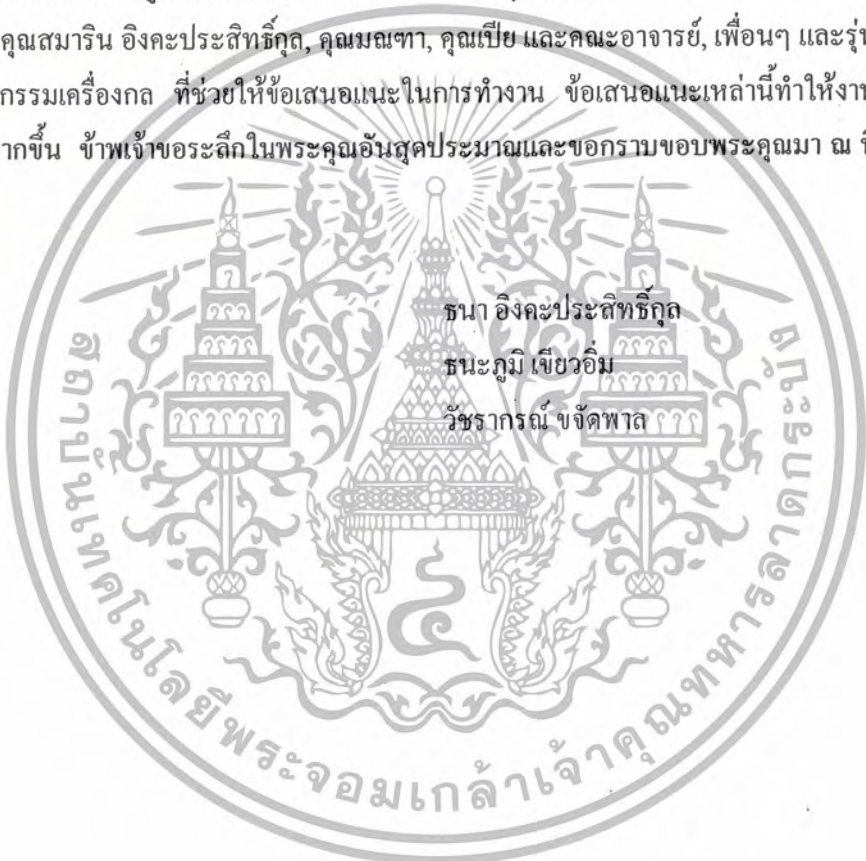 คุณสมาริน อิงคะประสิทธิ์กุล, คุณมณฑา, คุณเปีย และคณะอาจารย์, เพื่อนๆ และรุ่น
กรรมเครื่องกล ที่ช่วยให้ข้อเสนอแนะในการทำงาน ข้อเสนอแนะเหล่านี้ทำให้งาน
ากขึ้น ข้าพเจ้าขอระลึกในพระคุณอันสุดประมาณและขอกราบขอบพระคุณมา ณ ที่
ธนา อิงคะประสิทธิ์กุล
ธนะภูมิ เขียวอิ่ม
วัชรากรณ์ ขจัดพาล
สถาบันเทคโนโลยีพระจอมเกล้าเจ้าคุณทหารลาดกระบัง